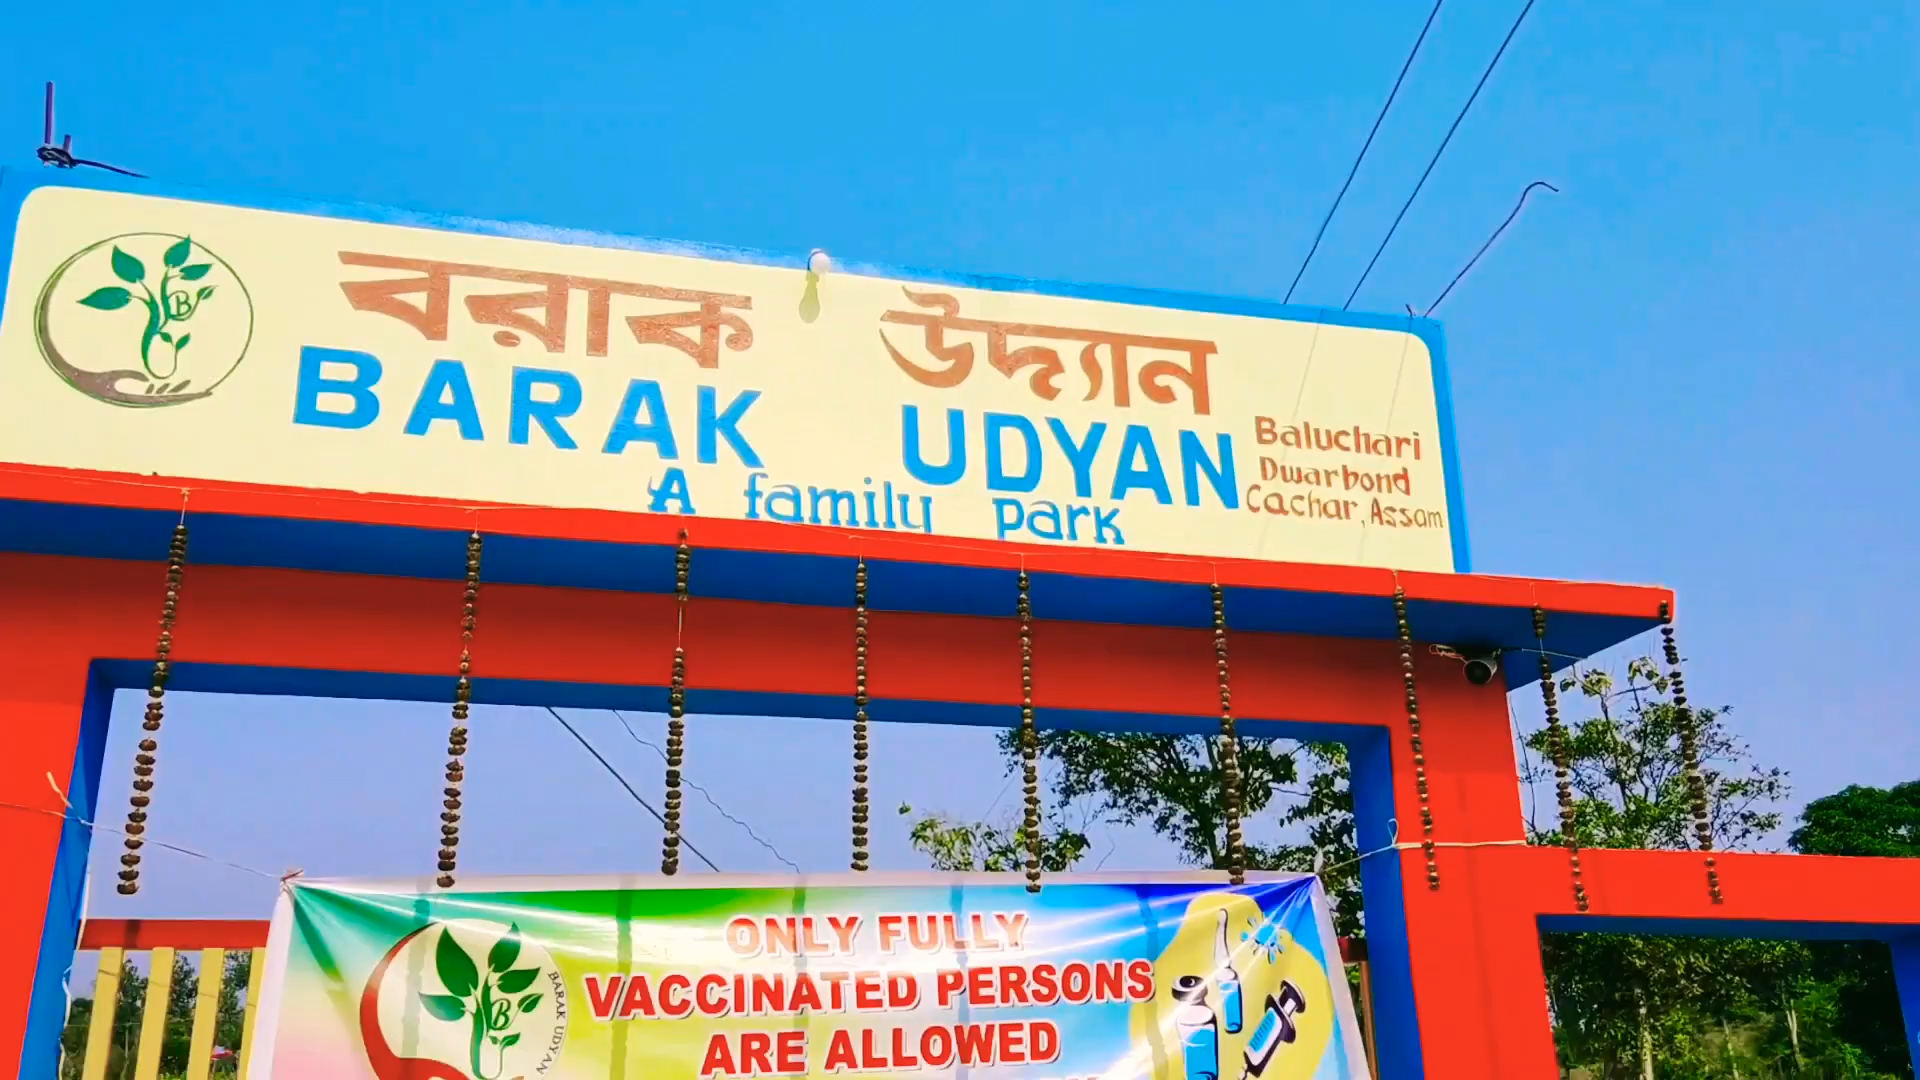 বরাক উদ্যান
BARAK UDYAN
A family park
Baluchari
Dwarbond
Cachar, Assam
B
ONLY FULLY
VACCINATED PERSONS
ARE ALLOWED
B
BARAK UDYAN